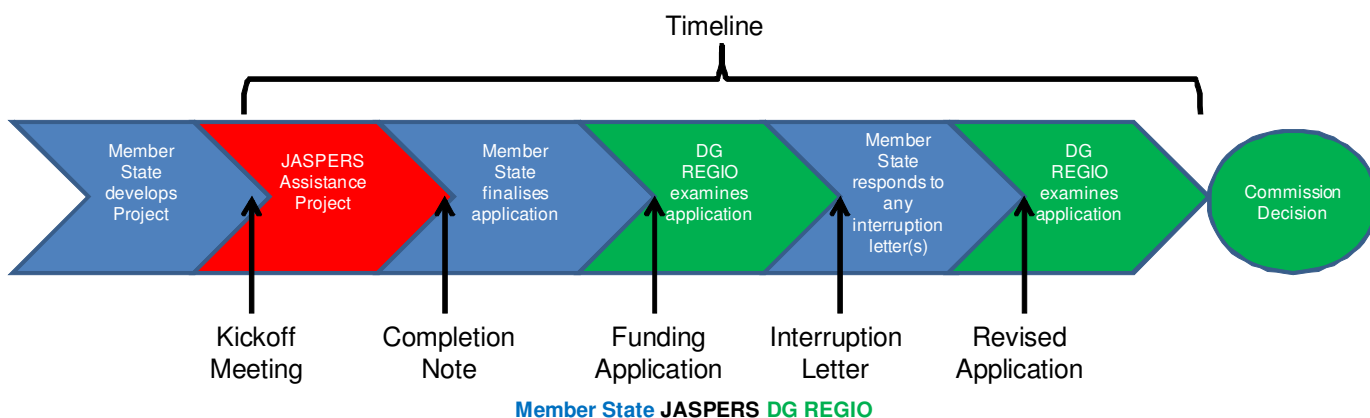 Timeline
Member
State
develops
Project
JASPERS
Assistance
Project
Member
State
finalises
application
DG
REGIO
examines
application
Member
State
responds to
any
interruption
letter(s)
DG
REGIO
examines
application
Commission
Decision
Kickoff
Meeting
Completion
Note
Funding
Application
Interruption
Letter
Revised
Application
Member State JASPERS DG REGIO